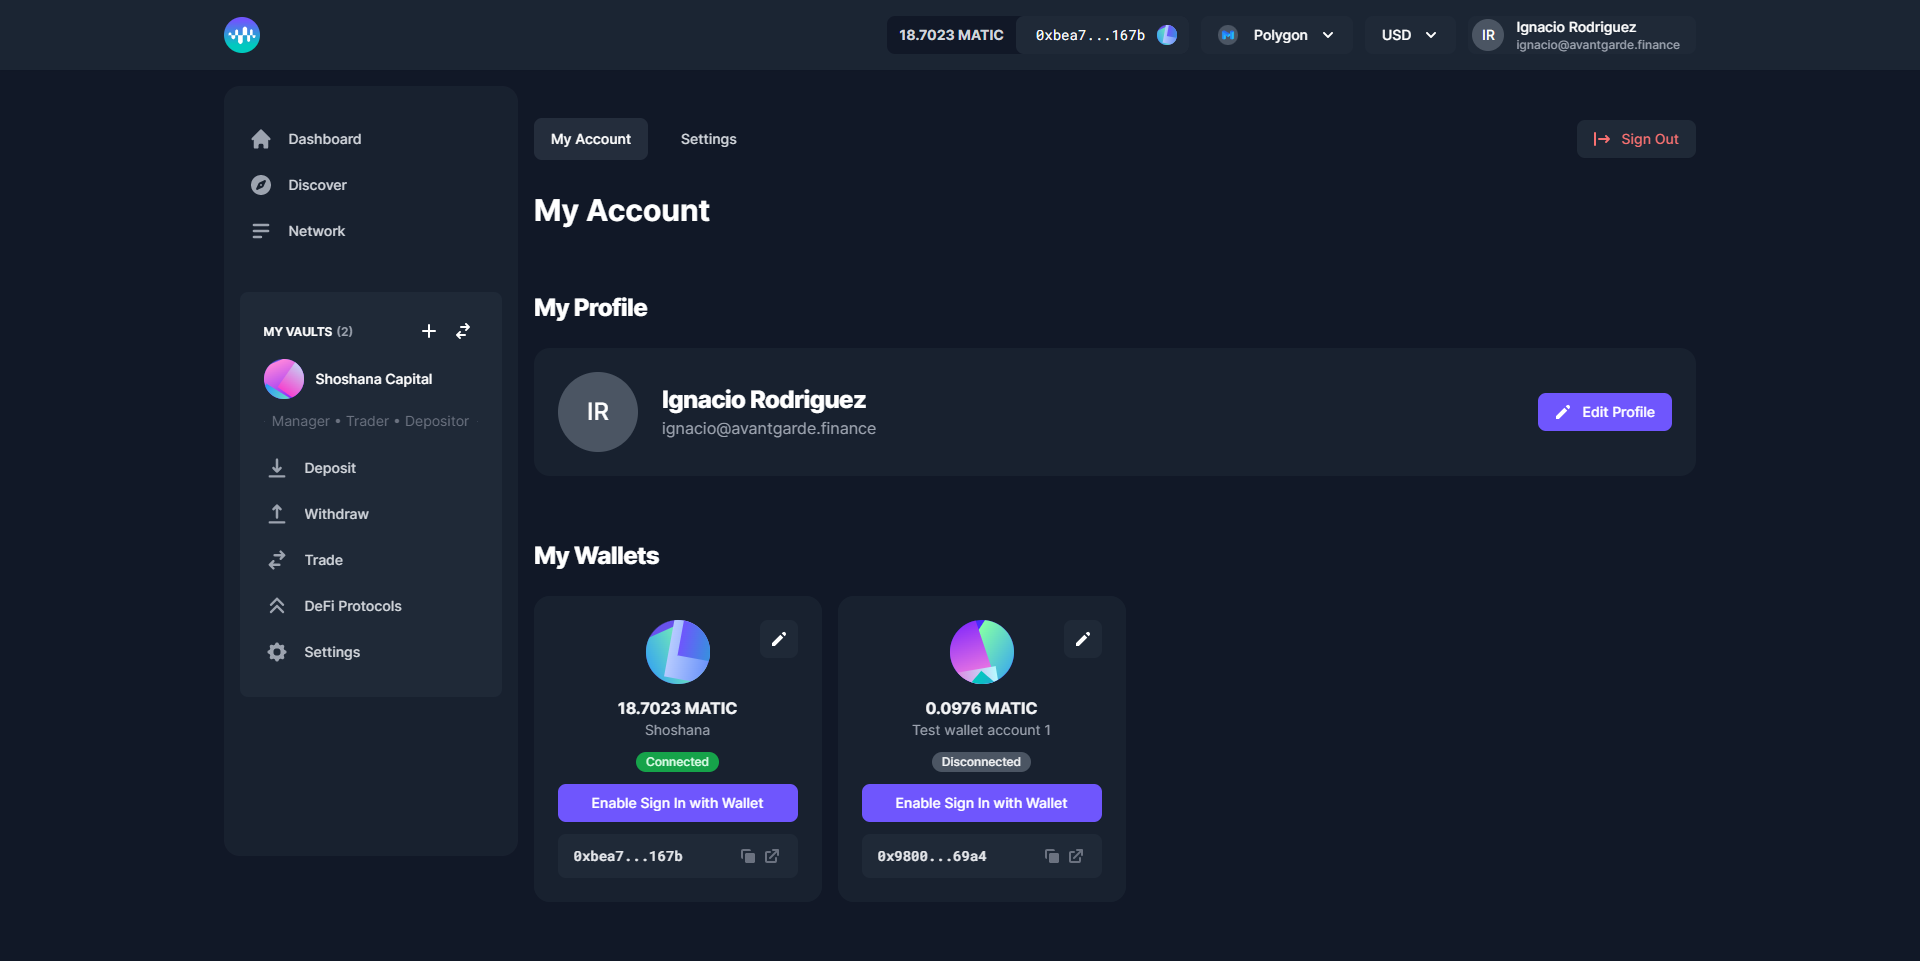 18.7023 MATIC
0xbea7...167b
Polygon
USD
IR
Ignacio Rodriguez
ignacio@avantgarde.finance
Dashboard
Discover
Network
MY VAULTS (2)
Shoshana Capital
Manager • Trader • Depositor
Deposit
Withdraw
Trade
DeFi Protocols
Settings
My Account
Settings
Sign Out
My Account
My Profile
IR
Ignacio Rodriguez
ignacio@avantgarde.finance
Edit Profile
My Wallets
18.7023 MATIC
Shoshana
Connected
Enable Sign In with Wallet
0xbea7...167b
0.0976 MATIC
Test wallet account 1
Disconnected
Enable Sign In with Wallet
0x9800...69a4